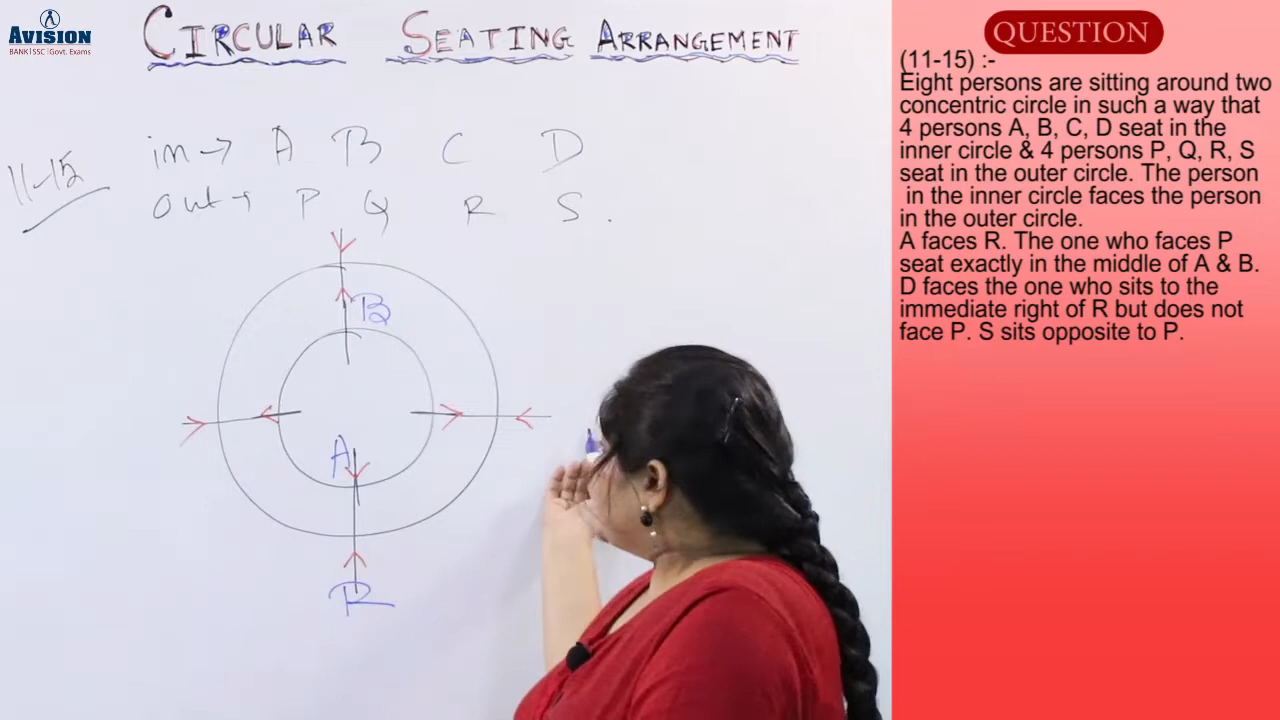 AVISION
BANK|SSC|Govt. Exams
CIRCULAR SEATING ARRANGEMENT
11-15
in → A B C D
out → P Q R S.
B
A
R
QUESTION
(11-15) :-
Eight persons are sitting around two
concentric circle in such a way that
4 persons A, B, C, D seat in the
inner circle & 4 persons P, Q, R, S
seat in the outer circle. The person
in the inner circle faces the person
in the outer circle.
A faces R. The one who faces P
seat exactly in the middle of A & B.
D faces the one who sits to the
immediate right of R but does not
face P. S sits opposite to P.